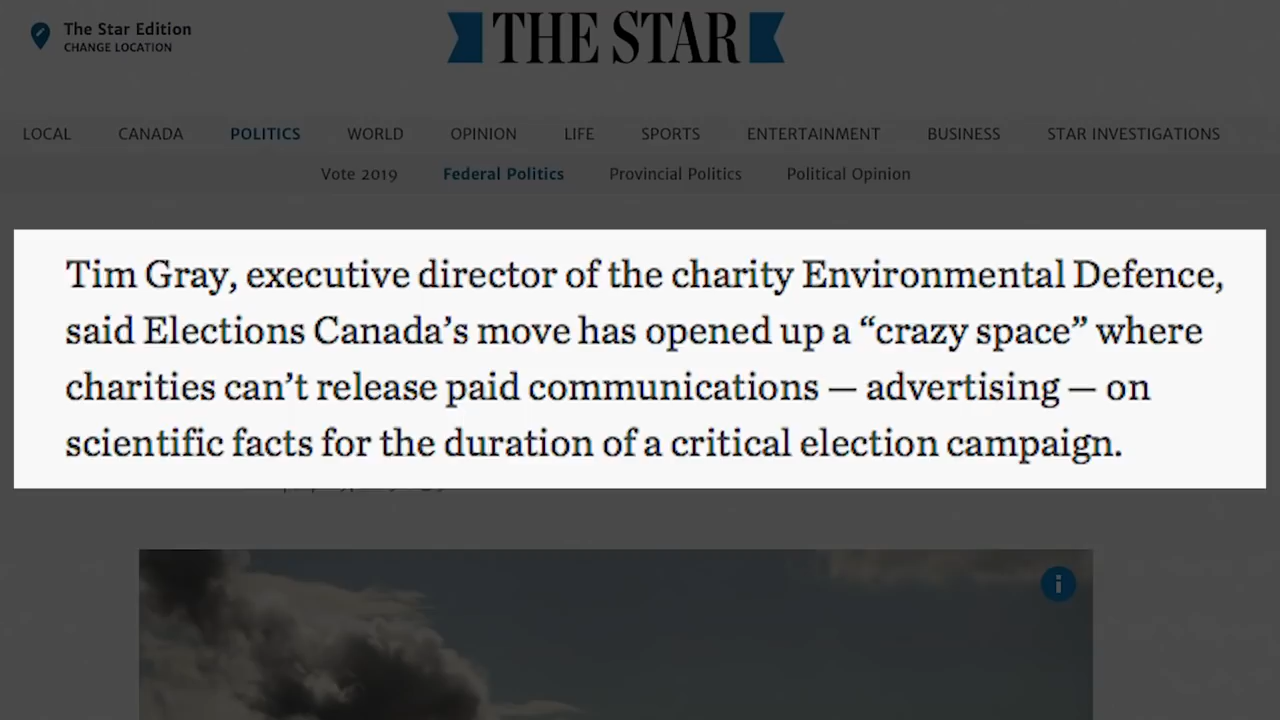 The Star Edition
CHANGE LOCATION
THE STAR
LOCAL CANADA POLITICS WORLD OPINION LIFE SPORTS ENTERTAINMENT BUSINESS STAR INVESTIGATIONS
Vote 2019 Federal Politics Provincial Politics Political Opinion
Tim Gray, executive director of the charity Environmental Defence,
said Elections Canada’s move has opened up a “crazy space” where
charities can’t release paid communications — advertising — on
scientific facts for the duration of a critical election campaign.
i